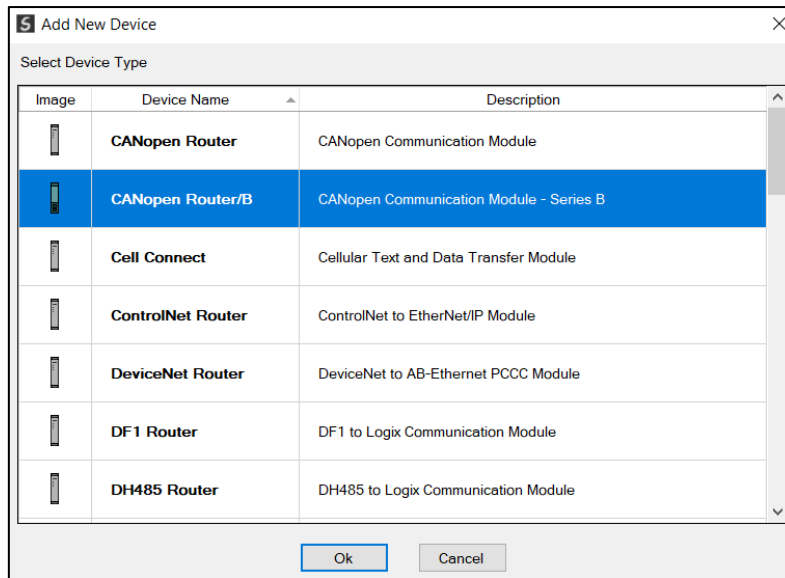 Add New Device
Select Device Type
Image Device Name Description
CANopen Router CANopen Communication Module
CANopen Router/B CANopen Communication Module - Series B
Cell Connect Cellular Text and Data Transfer Module
ControlNet Router ControlNet to EtherNet/IP Module
DeviceNet Router DeviceNet to AB-Ethernet PCCC Module
DF1 Router DF1 to Logix Communication Module
DH485 Router DH485 to Logix Communication Module
Ok Cancel